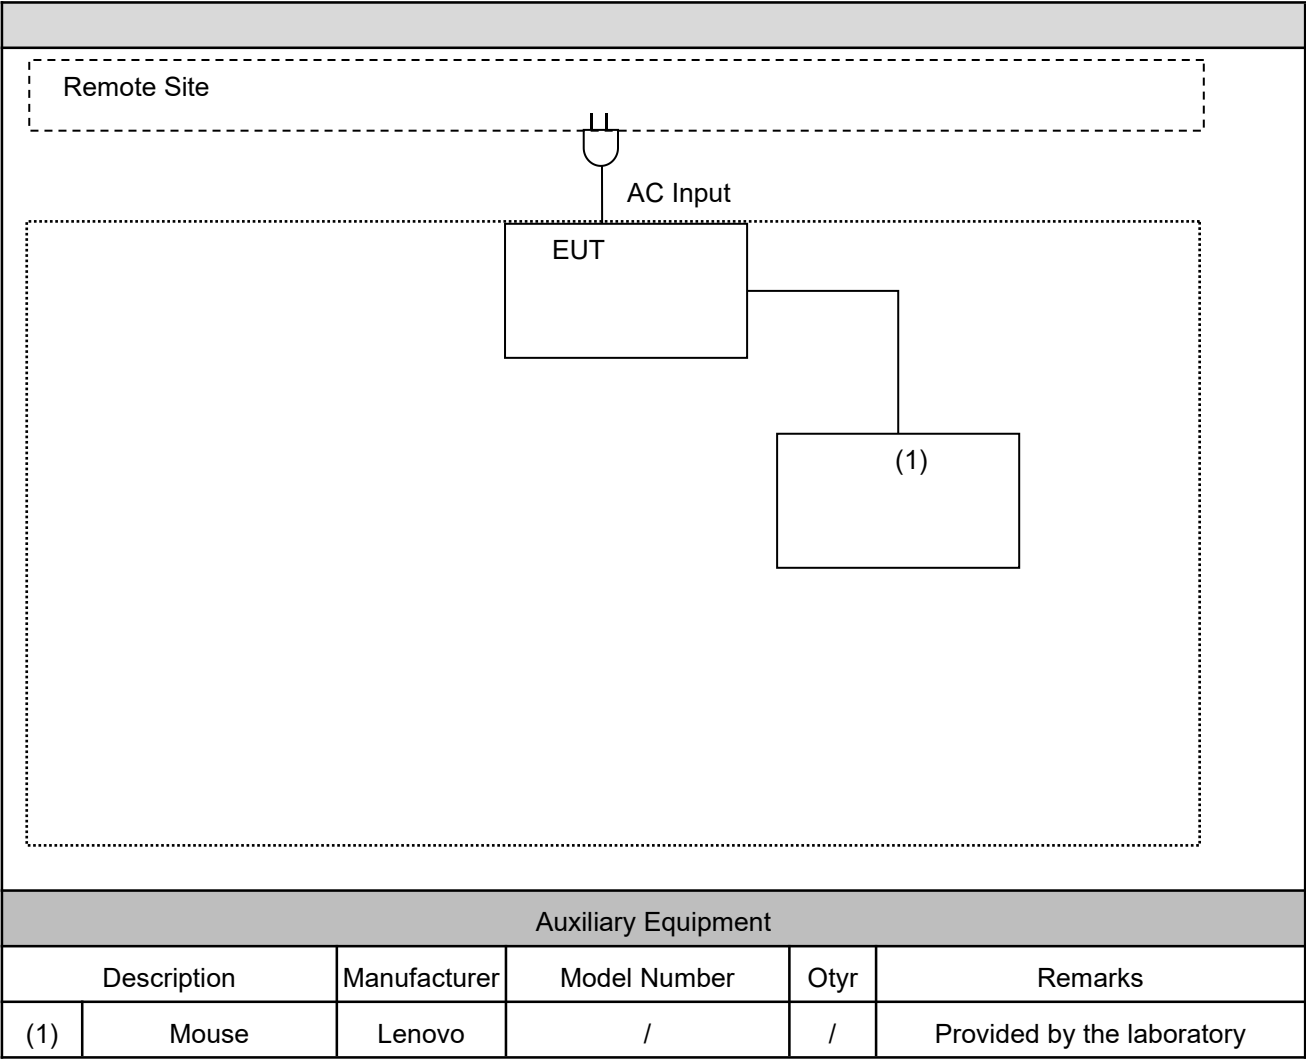 Remote Site
AC Input
EUT
(1)
Auxiliary Equipment
Description Manufacturer Model Number Otyr Remarks
(1) Mouse Lenovo / / Provided by the laboratory